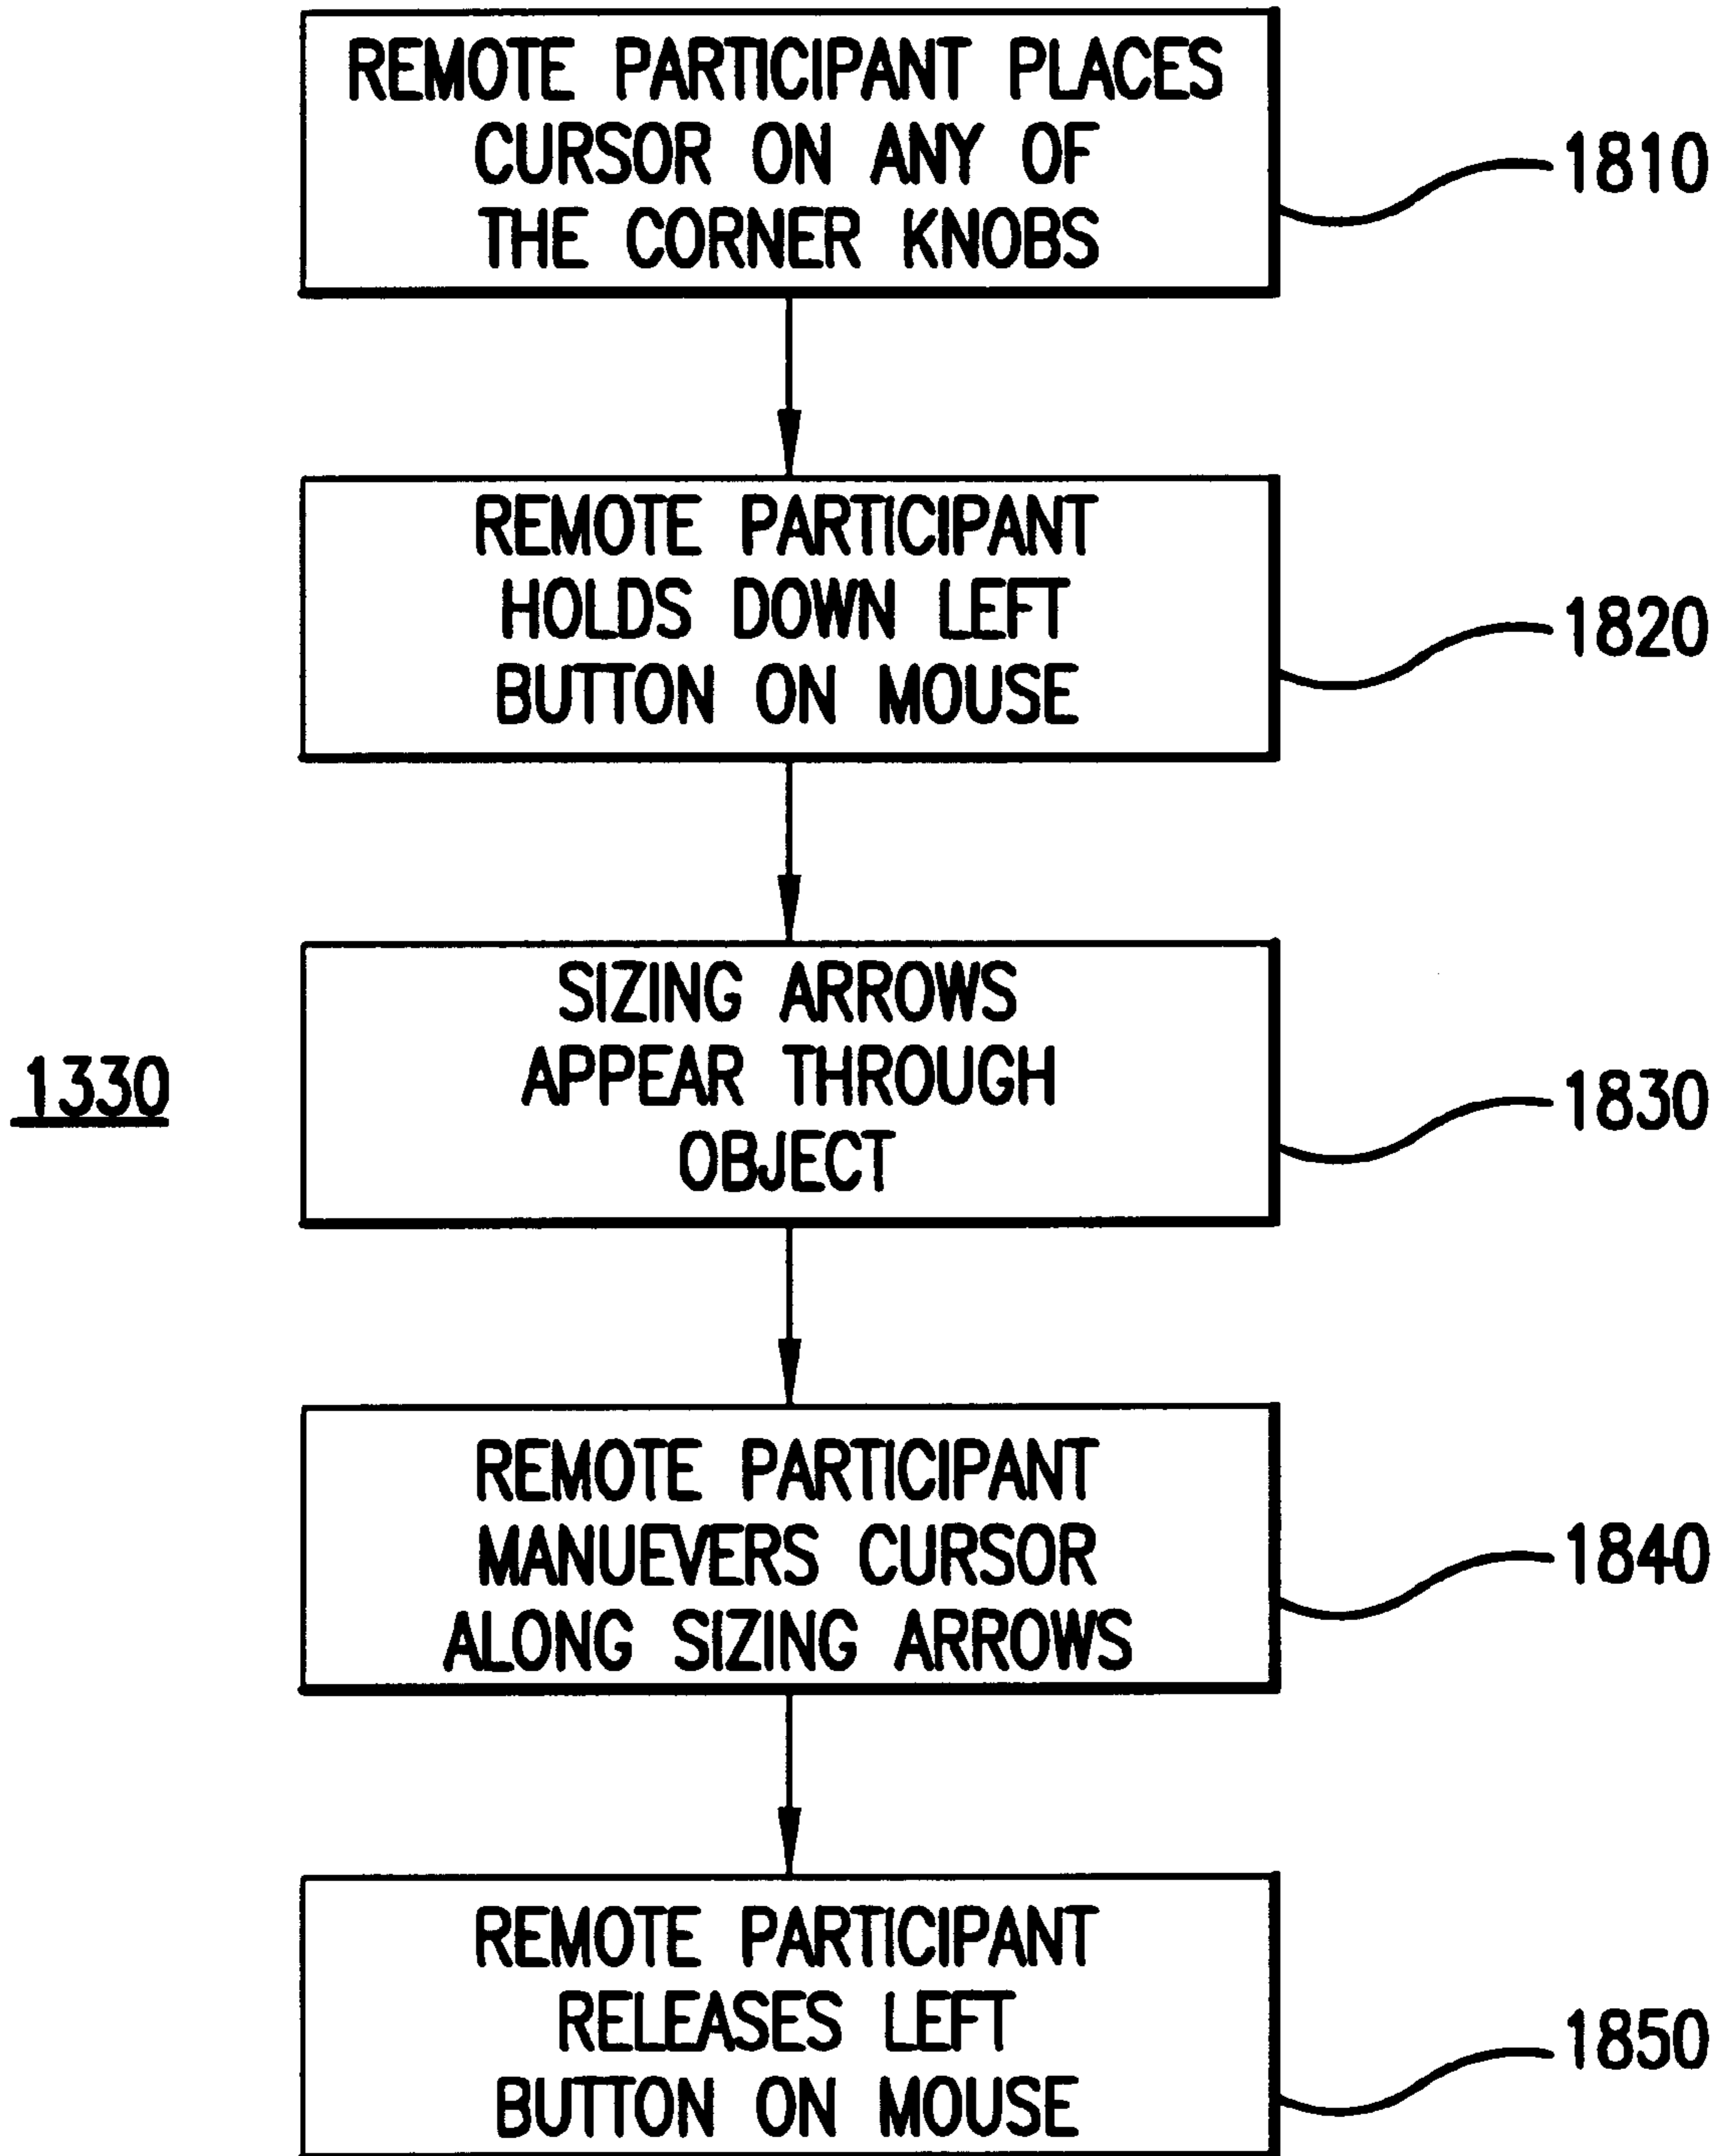 REMOTE PARTICIPANT PLACES
CURSOR ON ANY OF
THE CORNER KNOBS
1810
REMOTE PARTICIPANT
HOLDS DOWN LEFT
BUTTON ON MOUSE
1820
SIZING ARROWS
APPEAR THROUGH
OBJECT
1830
1330
REMOTE PARTICIPANT
MANUEVERS CURSOR
ALONG SIZING ARROWS
1840
REMOTE PARTICIPANT
RELEASES LEFT
BUTTON ON MOUSE
1850